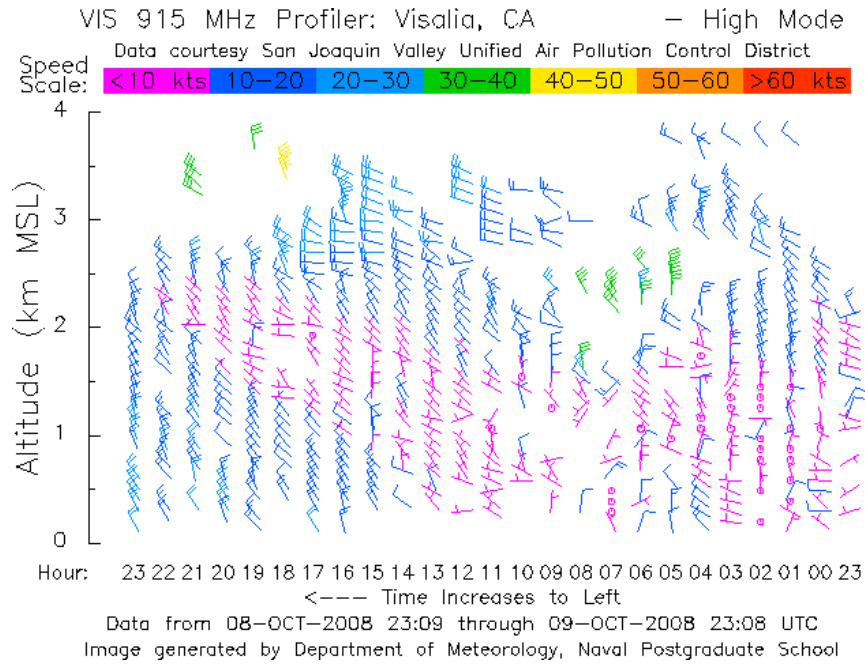 VIS 915 MHz Profiler: Visalia, CA — High Mode
Data courtesy San Joaquin Valley Unified Air Pollution Control District
Speed
Scale:
<10 kts 10-20 20-30 30-40 40-50 50-60 >60 kts
4
3
2
1
0
Altitude (km MSL)
Hour: 23 22 21 20 19 18 17 16 15 14 13 12 11 10 09 08 07 06 05 04 03 02 01 00 23
<--- Time Increases to Left
Data from 08-OCT-2008 23:09 through 09-OCT-2008 23:08 UTC
Image generated by Department of Meteorology, Naval Postgraduate School